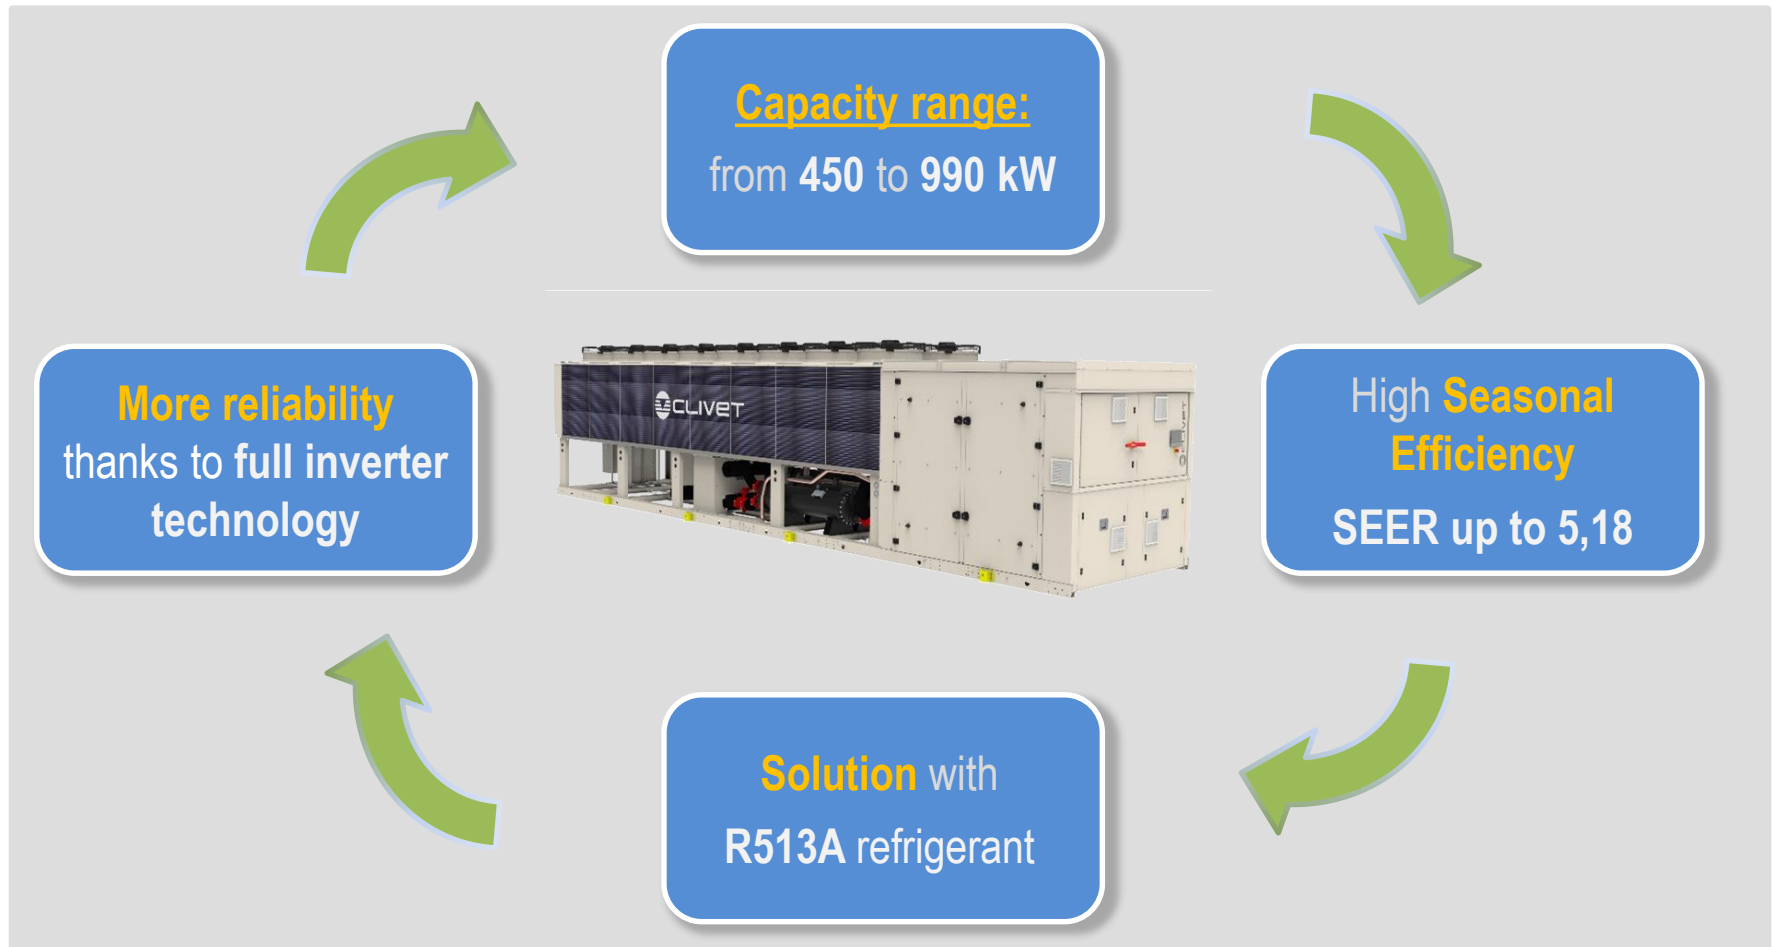 Capacity range:
from 450 to 990 kW
More reliability
thanks to full inverter
technology
CLIVET
High Seasonal
Efficiency
SEER up to 5,18
Solution with
R513A refrigerant